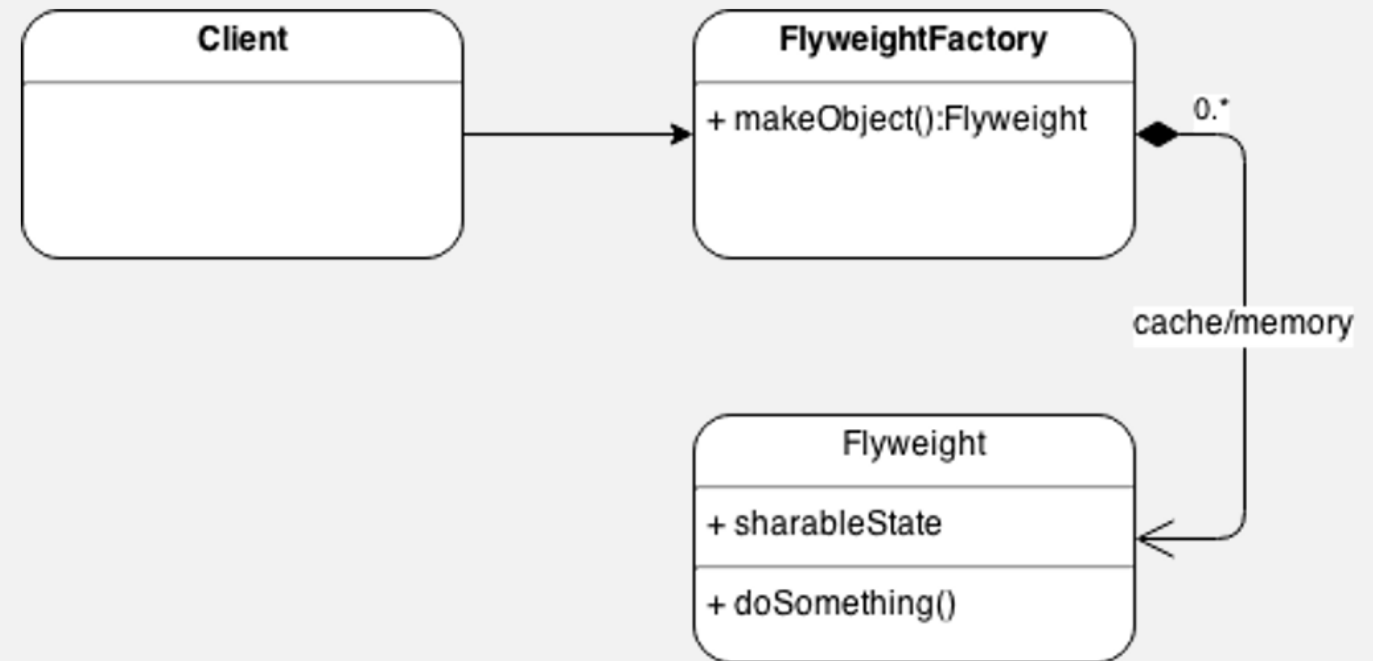 Client
FlyweightFactory
+ makeObject():Flyweight
0.*
cache/memory
Flyweight
+ sharableState
+ doSomething()